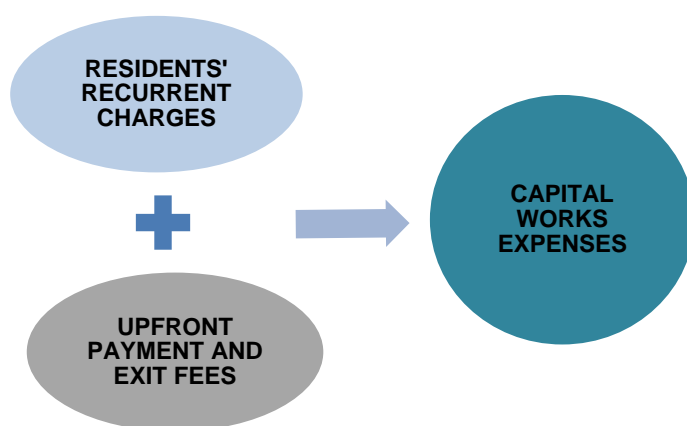 RESIDENTS'
RECURRENT
CHARGES
UPFRONT
PAYMENT AND
EXIT FEES
CAPITAL
WORKS
EXPENSES